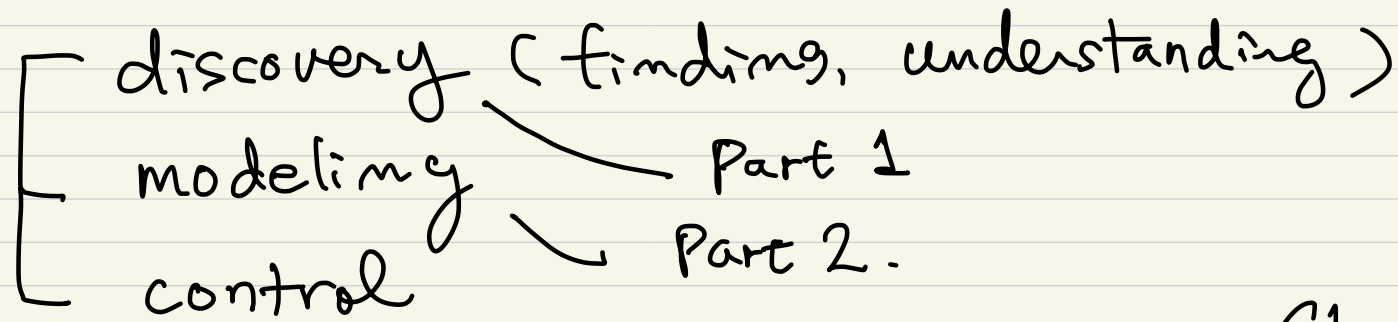 discovery (finding, understanding)
modeling Part 1
control Part 2.